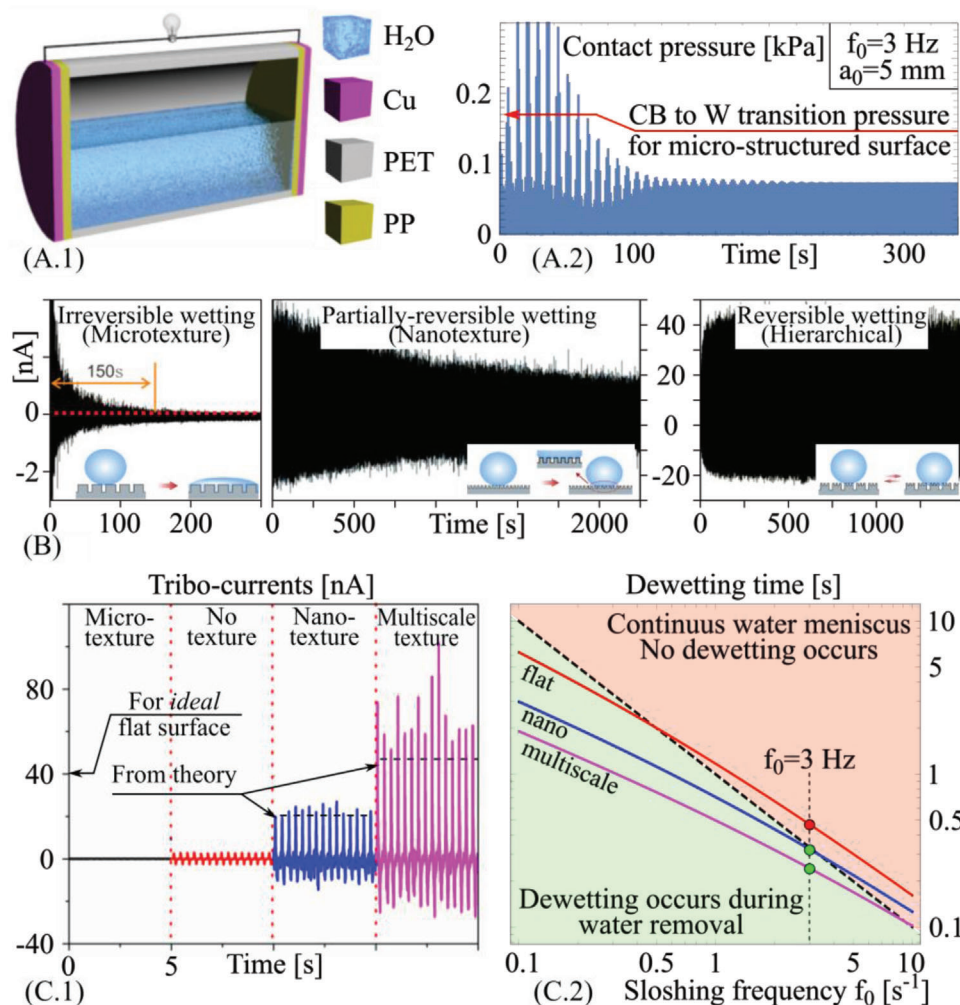 H₂O
Cu
PET
PP
(A.1)
Contact pressure [kPa]
f₀=3 Hz
a₀=5 mm
CB to W transition pressure
for micro-structured surface
0.2
0.1
0
0
100
300
Time [s]
(A.2)
Irreversible wetting
(Microtexture)
150s
[nA]
0
-2
0
100
200
Partially-reversible wetting
(Nanotexture)
0
500
1250
2000
Time [s]
Reversible wetting
(Hierarchical)
40
20
0
-20
0
500
1000
(B)
Tribo-currents [nA]
Micro-
texture
No
texture
Nano-
texture
Multiscale
texture
For ideal
flat surface
From theory
80
40
0
-40
0
5
0
Time [s]
(C.1)
Dewetting time [s]
Continuus water meniscus
No dewetting occurs
flat
nano
multiscale
f₀=3 Hz
Dewetting occurs during
water removal
10
5
1
0.5
0.1
0.1
0.5
1
5
10
Sloshing frequency f₀ [s⁻¹]
(C.2)